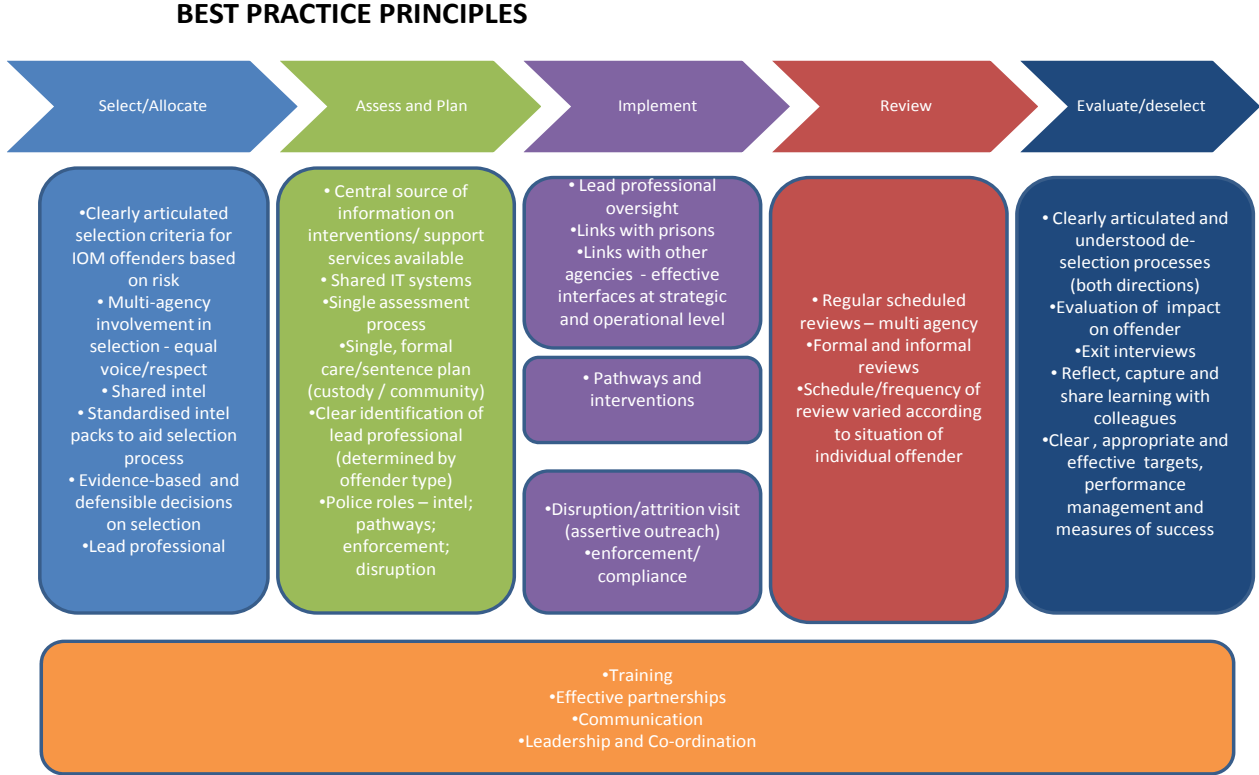 BEST PRACTICE PRINCIPLES
Select/Allocate
Assess and Plan
Implement
Review
Evaluate/deselect
•Clearly articulated
selection criteria for
IOM offenders based
on risk
• Multi-agency
involvement in
selection - equal
voice/respect
• Shared intel
• Standardised intel
packs to aid selection
process
• Evidence-based and
defensible decisions
on selection
•Lead professional
• Central source of
information on
interventions/ support
services available
• Shared IT systems
•Single assessment
process
•Single, formal
care/sentence plan
(custody / community)
•Clear identification of
lead professional
(determined by
offender type)
•Police roles – intel;
pathways;
enforcement;
disruption
• Lead professional
oversight
•Links with prisons
•Links with other
agencies - effective
interfaces at strategic
and operational level
• Pathways and
interventions
•Disruption/attrition visit
(assertive outreach)
•enforcement/
compliance
• Regular scheduled
reviews – multi agency
•Formal and informal
reviews
•Schedule/frequency of
review varied according
to situation of
individual offender
• Clearly articulated and
understood de-
selection processes
(both directions)
•Evaluation of impact
on offender
•Exit interviews
• Reflect, capture and
share learning with
colleagues
•Clear , appropriate and
effective targets,
performance
management and
measures of success
•Training
•Effective partnerships
•Communication
•Leadership and Co-ordination